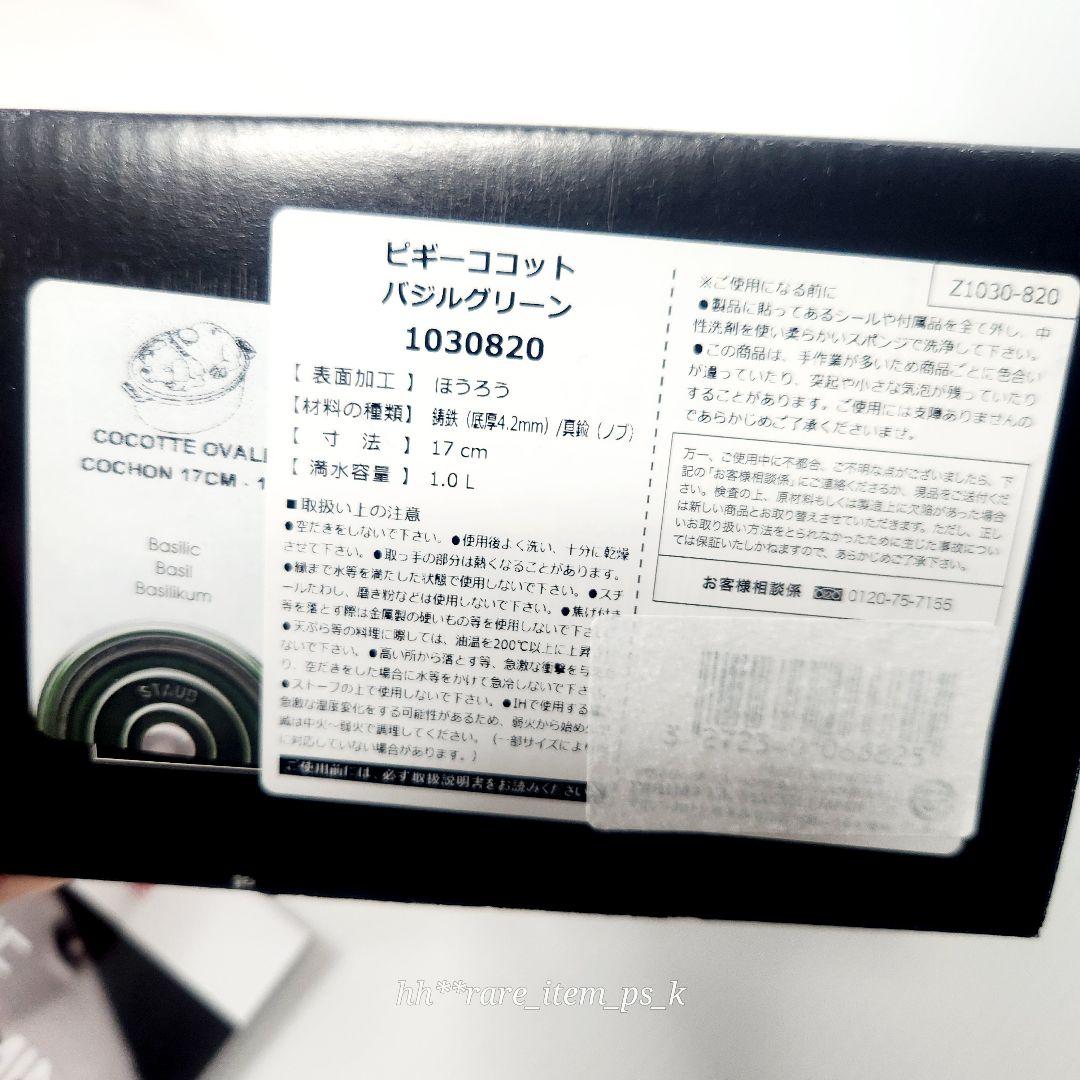 COCOTTE OVAL
COCHON 17CM - 1
Basilic
Basil
Basilikum
STAUB
ピギーココット
バジルグリーン
1030820
【 表面加工 】 ほうろう
【材料の種類】 鋳鉄（底厚4.2mm）/真鍮（ノブ）
【 寸 法 】 17 cm
【 満水容量 】 1.0 L
■取扱い上の注意
●空だきをしないで下さい。●使用後よく洗い、十分に乾燥
させて下さい。●取っ手の部分は熱くなることがあります。
●縁まで水等を満たした状態で使用しないで下さい。●スチ
ールたわし、磨き粉などは使用しないで下さい。●焦げ付き
等を落とす際は金属製の硬いもの等を使用しないで下さ
●天ぷら等の料理に際しては、油温を200℃以上に上昇
ないで下さい。●高い所から落とす等、急激な衝撃を与
り、空だきをした場合に水等をかけて急冷しないで下さ
●ストーブの上で使用しないで下さい。●IHで使用する
急激な温度変化をする可能性があるため、弱火から始め
減は中火～弱火で調理してください。（一部サイズにより
に対応していない場合があります。）
ご使用前には、必ず取扱説明書をお読みください
Z1030-820
※ご使用になる前に
●製品に貼ってあるシールや付属品を全て外し、中
性洗剤を使い柔らかいスポンジで洗浄して下さい。
●この商品は、手作業が多いため商品ごとに色合い
が違っていたり、突起や小さな気泡が残っていたり
することがあります。ご使用には支障ありませんの
であらかじめご了承くださいませ。
万一、ご使用中に不都合、ご不明な点がございましたら、下
記の「お客様相談係」にご連絡くださるか、現品をご送付くだ
さい。検査の上、原材料もしくは製造上に欠陥があった場合
は新しい商品とお取り替えさせていただきます。ただし、正し
いお取り扱い方法をとられなかったために生じた事故につい
ては保証いたしかねますので、あらかじめご了承下さい。
お客様相談係 0120-75-7155
hh**rare_item_ps_k